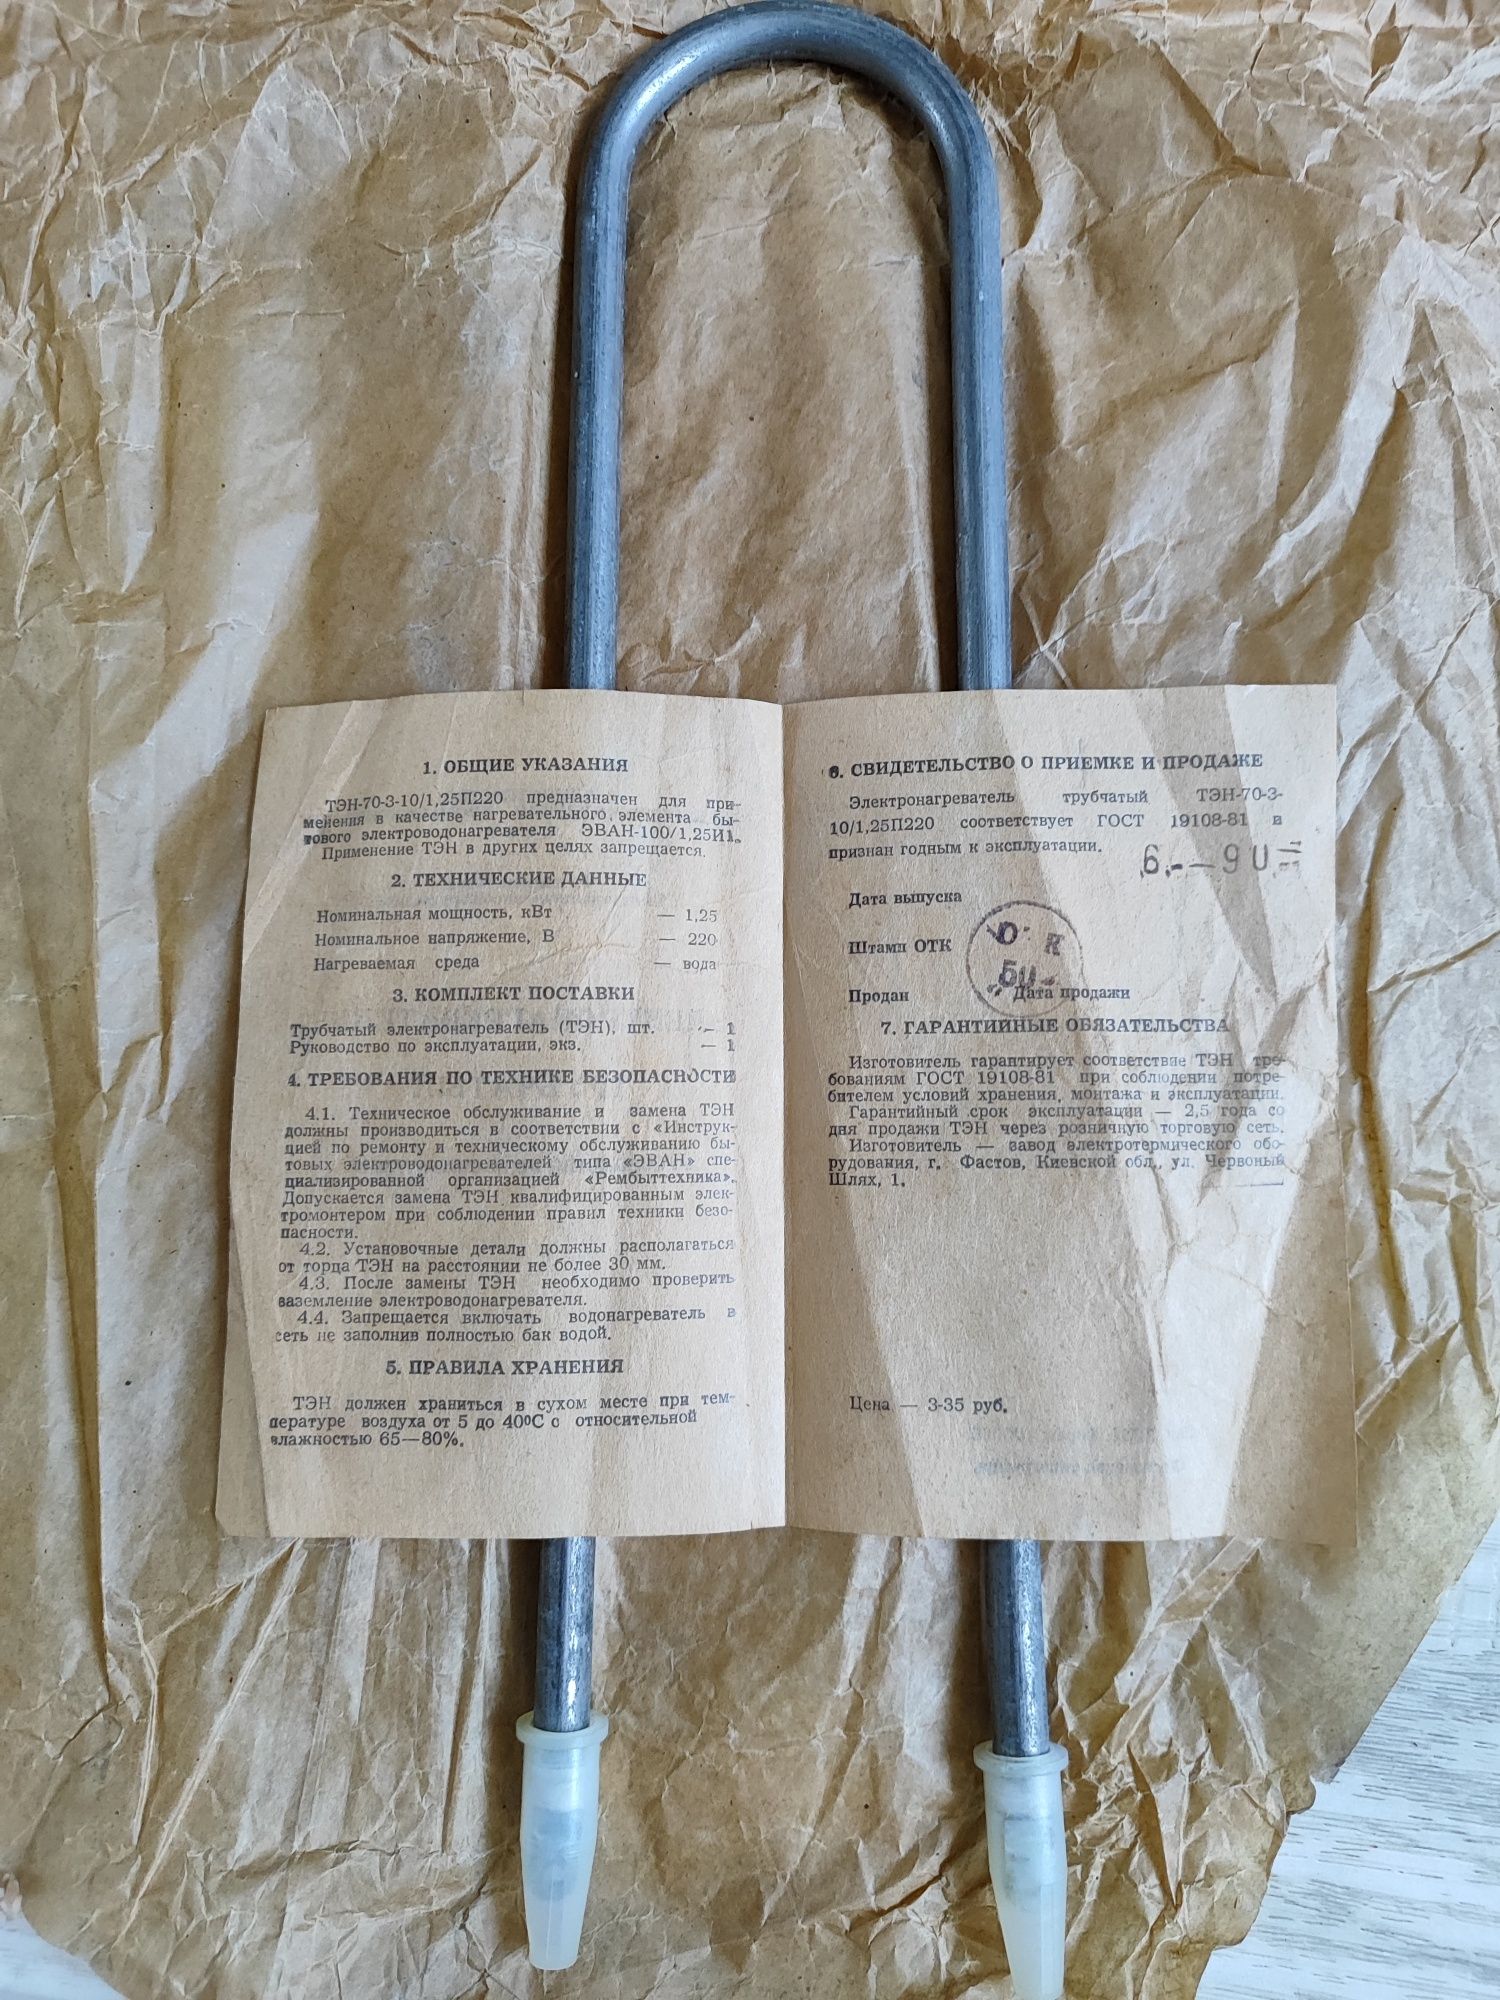 1. ОБЩИЕ УКАЗАНИЯ
ТЭН-70-3-10/1,25П220 предназначен для при-
менения в качестве нагревательного элемента бы-
тового электроводонагревателя ЭВАН-100/1,25И1.
Применение ТЭН в других целях запрещается.
2. ТЕХНИЧЕСКИЕ ДАННЫЕ
Номинальная мощность, кВт — 1,25
Номинальное напряжение, В — 220
Нагреваемая среда — вода
3. КОМПЛЕКТ ПОСТАВКИ
Трубчатый электронагреватель (ТЭН), шт. — 1
Руководство по эксплуатации, экз. — 1
4. ТРЕБОВАНИЯ ПО ТЕХНИКЕ БЕЗОПАСНОСТИ
4.1. Техническое обслуживание и замена ТЭН
должны производиться в соответствии с «Инструк-
цией по ремонту и техническому обслуживанию бы-
товых электроводонагревателей типа «ЭВАН» спе-
циализированной организацией «Рембыттехника».
Допускается замена ТЭН квалифицированным элек-
тромонтером при соблюдении правил техники безо-
пасности.
4.2. Установочные детали должны располагаться
от торца ТЭН на расстоянии не более 30 мм.
4.3. После замены ТЭН необходимо проверить
заземление электроводонагревателя.
4.4. Запрещается включать водонагреватель в
сеть не заполнив полностью бак водой.
5. ПРАВИЛА ХРАНЕНИЯ
ТЭН должен храниться в сухом месте при тем-
пературе воздуха от 5 до 40°С с относительной
влажностью 65—80%.
6. СВИДЕТЕЛЬСТВО О ПРИЕМКЕ И ПРОДАЖЕ
Электронагреватель трубчатый ТЭН-70-3-
10/1,25П220 соответствует ГОСТ 19108-81 и
признан годным к эксплуатации.
6.-—90
Дата выпуска
Штамп ОТК
Продан Дата продажи
7. ГАРАНТИЙНЫЕ ОБЯЗАТЕЛЬСТВА
Изготовитель гарантирует соответствие ТЭН тре-
бованиям ГОСТ 19108-81 при соблюдении потре-
бителем условий хранения, монтажа и эксплуатации.
Гарантийный срок эксплуатации — 2,5 года со
дня продажи ТЭН через розничную торговую сеть.
Изготовитель — завод электротермического обо-
рудования, г. Фастов, Киевской обл., ул. Червоный
Шлях, 1.
Цена — 3-35 руб.